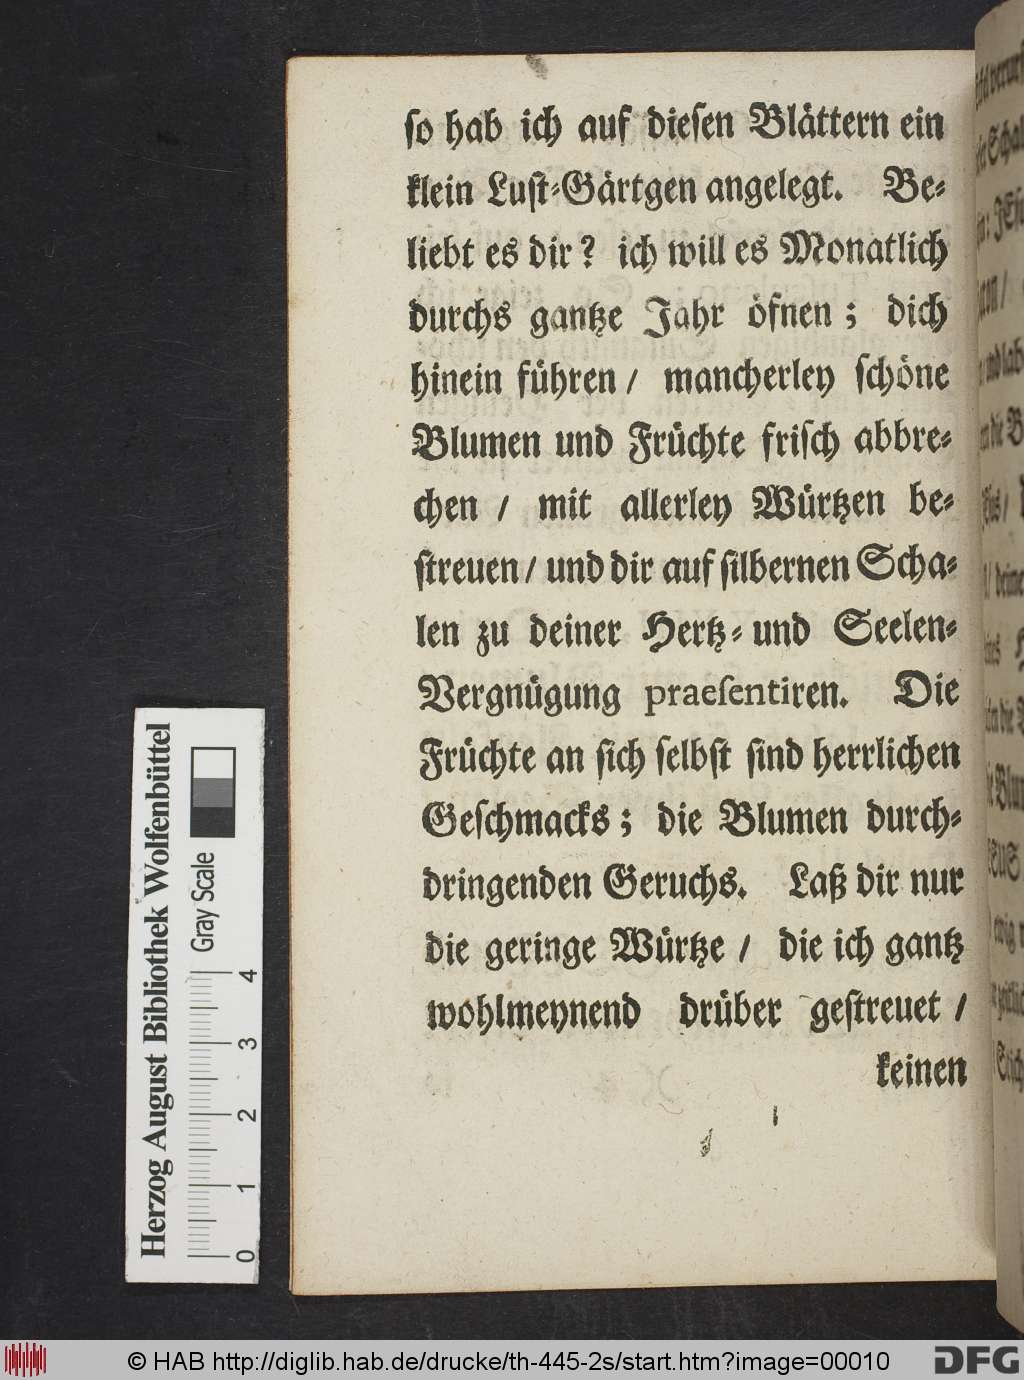 ſo hab ich auf dieſen Blättern ein
klein Luſt-Gärtgen angelegt. Be-
liebt es dir? ich will es Monatlich
durchs gantze Jahr öfnen; dich
hinein führen / mancherley ſchöne
Blumen und Früchte friſch abbre-
chen / mit allerley Würtzen be-
ſtreuen / und dir auf ſilbernen Scha-
len zu deiner Hertz- und Seelen-
Vergnügung praeſentiren. Die
Früchte an ſich ſelbſt ſind herrlichen
Geſchmacks; die Blumen durch-
dringenden Geruchs. Laß dir nur
die geringe Würtze / die ich gantz
wohlmeynend drüber geſtreuet /
keinen
Herzog August Bibliothek Wolfenbüttel
Gray Scale
0 1 2 3 4
© HAB http://diglib.hab.de/drucke/th-445-2s/start.htm?image=00010
DFG